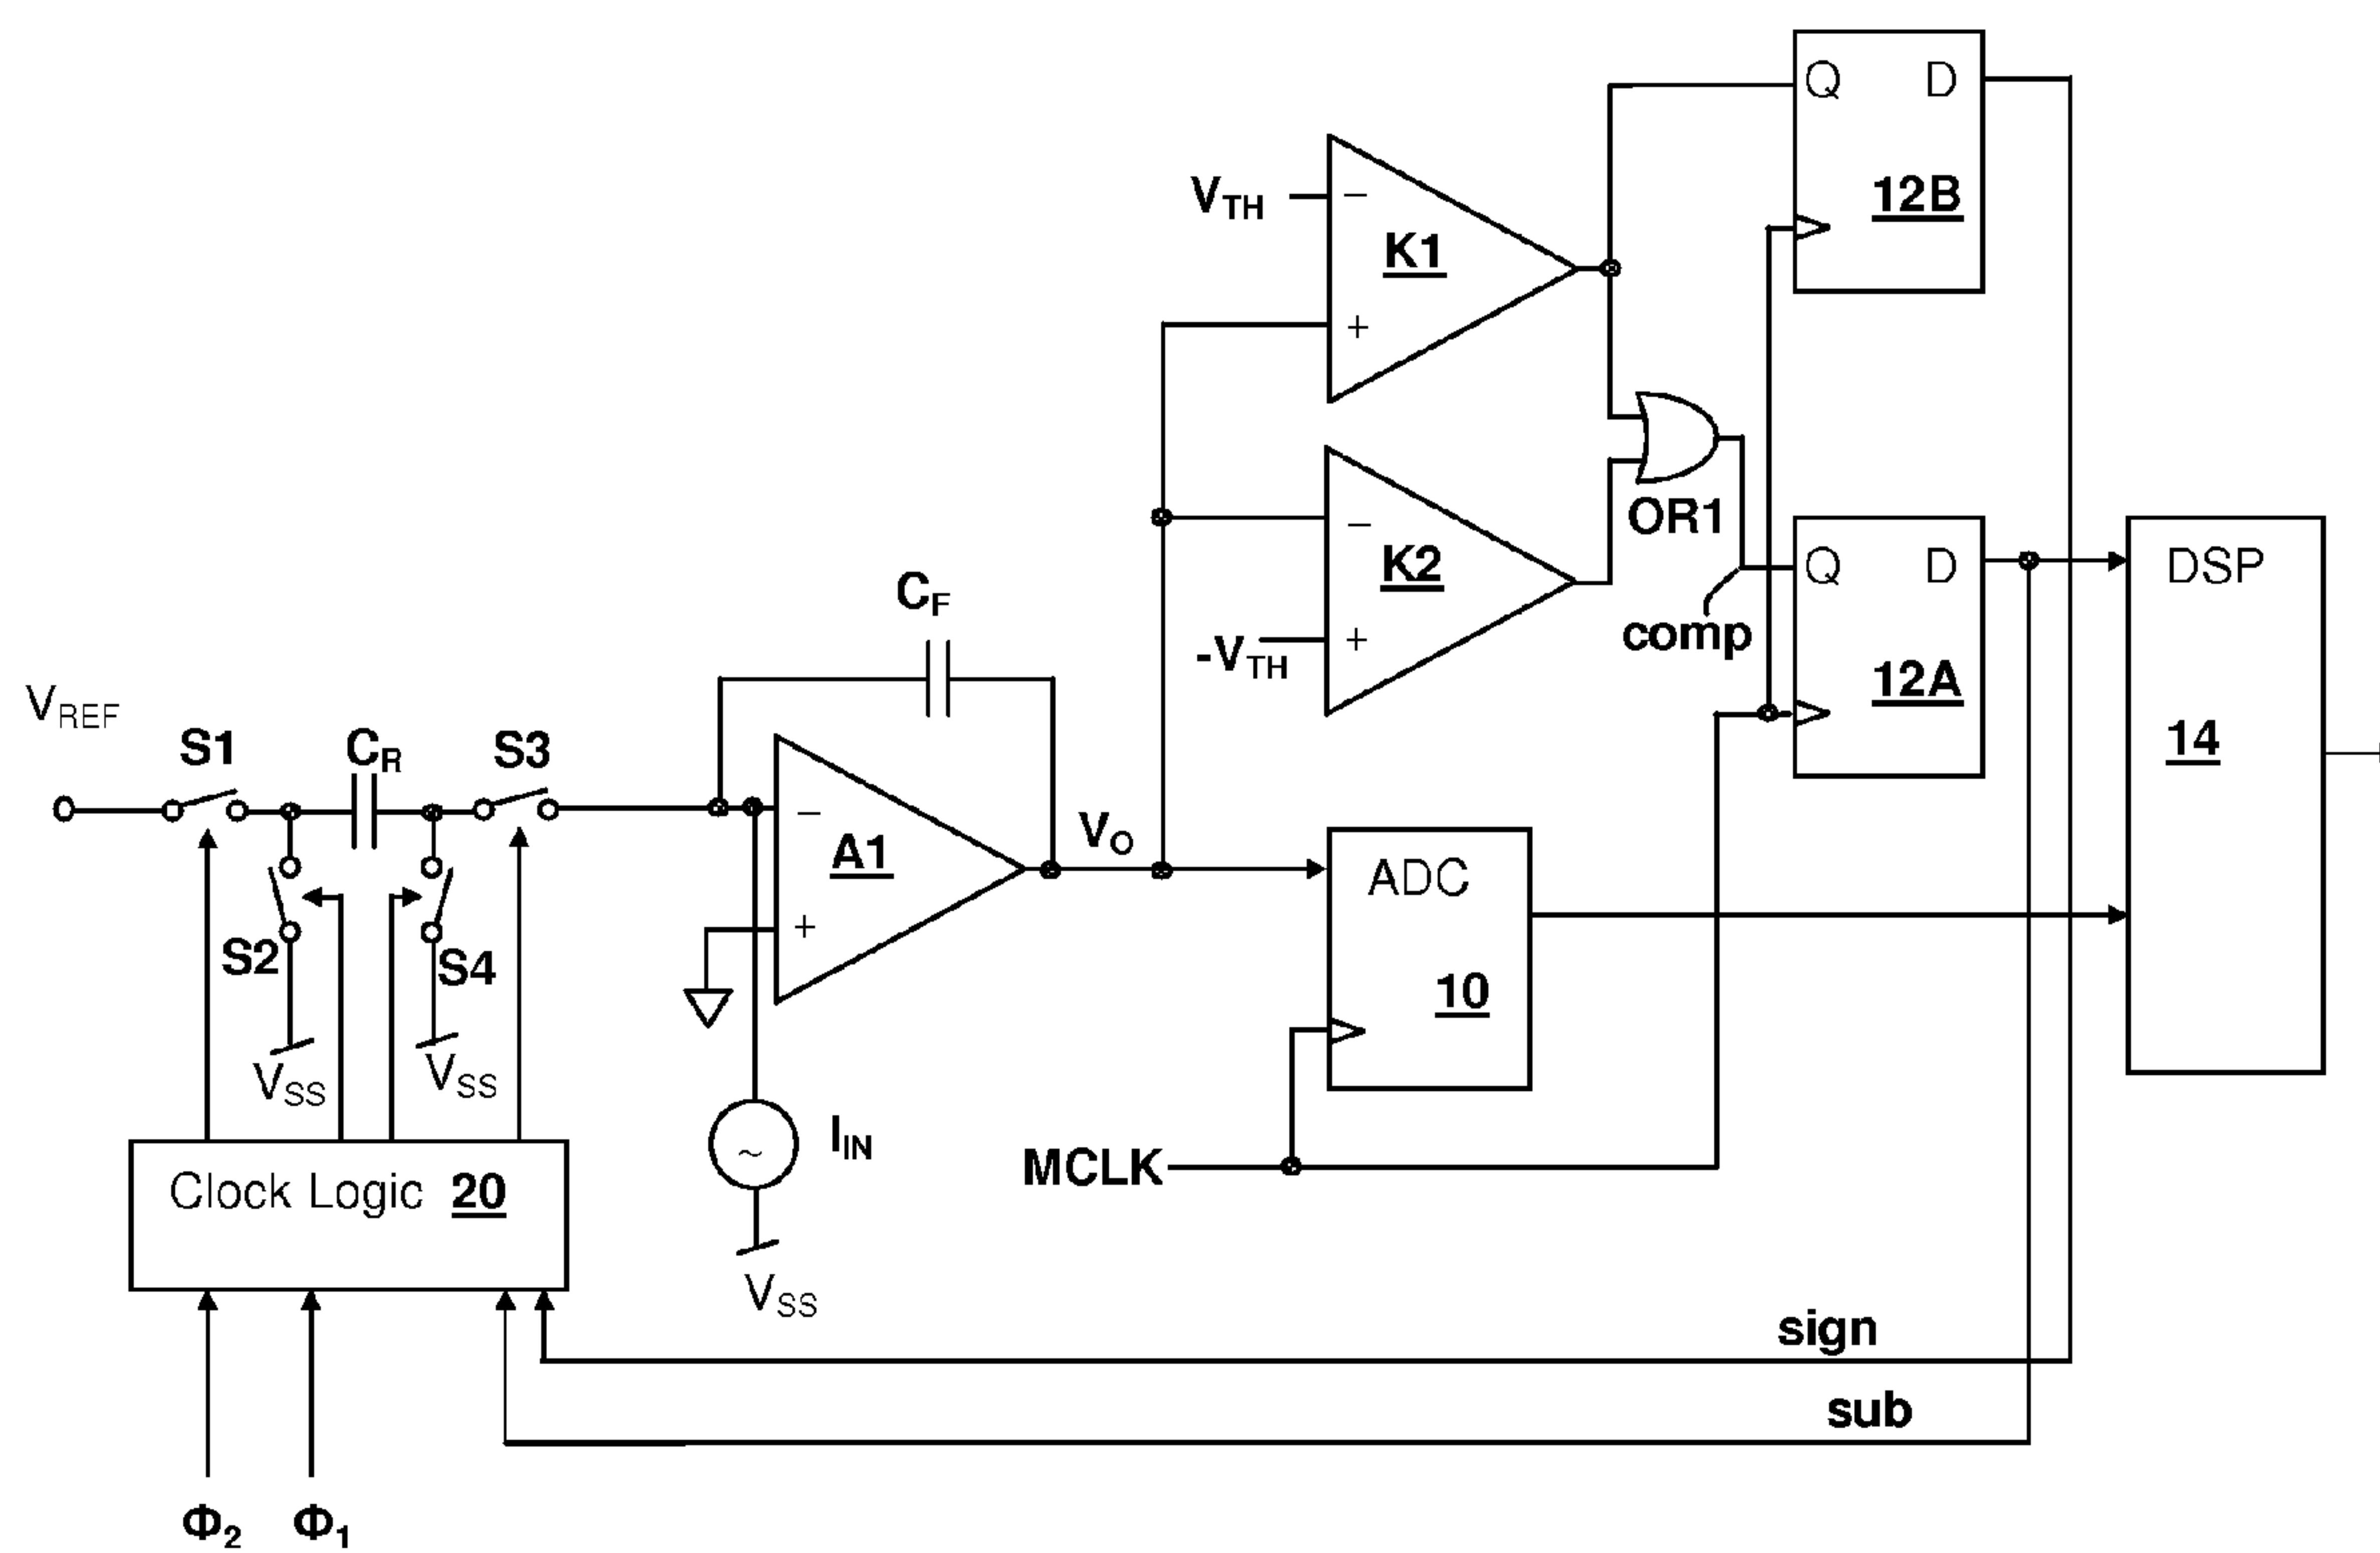 Q D
12B
VTH
−
K1
+
OR1
−
K2
+
-VTH
comp
Q D
12A
DSP
14
CF
VREF
S1
CR
S3
−
A1
+
VO
ADC
10
S2
S4
VSS
VSS
~
IIN
VSS
MCLK
Clock Logic 20
sign
sub
Φ2
Φ1